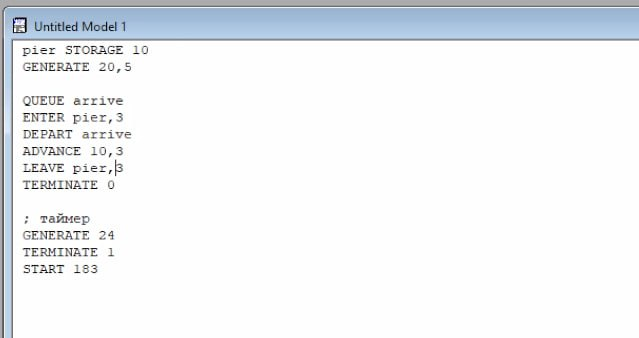 Untitled Model 1
pier STORAGE 10
GENERATE 20,5
QUEUE arrive
ENTER pier,3
DEPART arrive
ADVANCE 10,3
LEAVE pier,3
TERMINATE 0
; таймер
GENERATE 24
TERMINATE 1
START 183